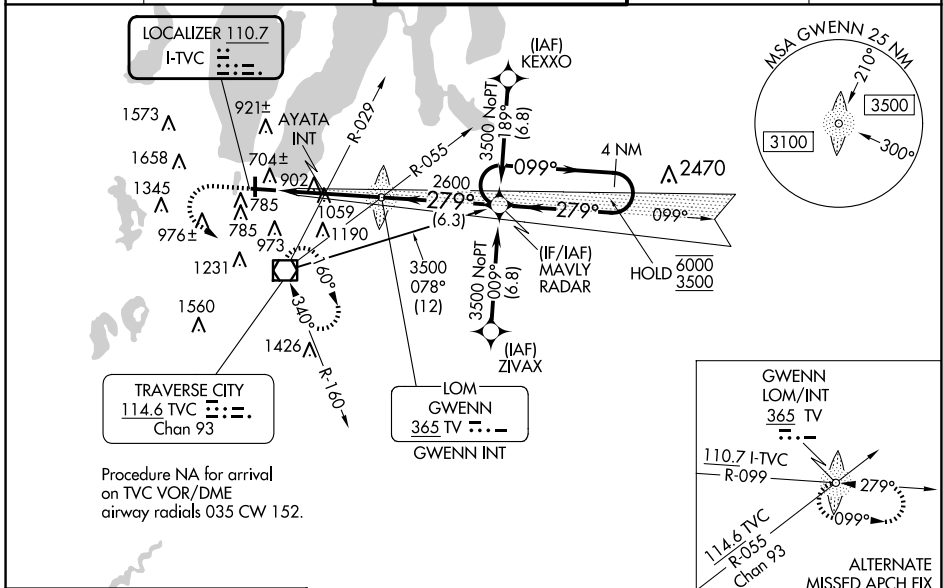 LOCALIZER 110.7
I-TVC
(IAF)
KEXXO
MSA GWENN 25 NM
210°
3500
3100
300°
1573
921±
AYATA
INT
R-029
R-055
3500 NoPT
189°
(6.8)
099°
4 NM
2470
1658
704±
902
1345
785
785
1059
2600
279°
(6.3)
279°
099°
976±
973
1190
1231
(IF/IAF)
MAVLY
RADAR
HOLD 6000
3500
3500
078°
(12)
3500 NoPT
009°
(6.8)
160°
340°
1560
1426
R-160
(IAF)
ZIVAX
TRAVERSE CITY
114.6 TVC
Chan 93
LOM
GWENN
365 TV
GWENN INT
Procedure NA for arrival
on TVC VOR/DME
airway radials 035 CW 152.
GWENN
LOM/INT
365 TV
110.7 I-TVC
R-099
279°
099°
114.6 TVC
R-055
Chan 93
ALTERNATE
MISSED APCH FIX